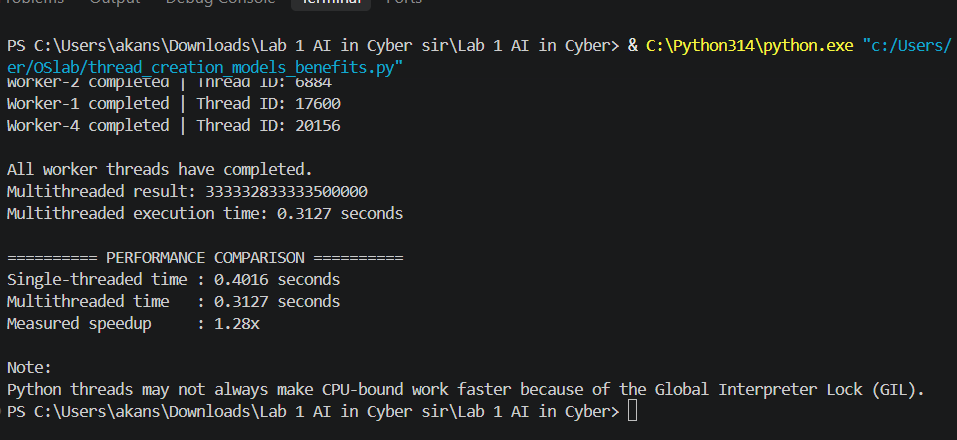 Problems Output Debug Console Terminal Ports
PS C:\Users\akans\Downloads\Lab 1 AI in Cyber sir\Lab 1 AI in Cyber> & C:\Python314\python.exe "c:/Users/
er/OSlab/thread_creation_models_benefits.py"
Worker-2 completed | Thread ID: 6884
Worker-1 completed | Thread ID: 17600
Worker-4 completed | Thread ID: 20156
All worker threads have completed.
Multithreaded result: 333332833333500000
Multithreaded execution time: 0.3127 seconds
========== PERFORMANCE COMPARISON ==========
Single-threaded time : 0.4016 seconds
Multithreaded time   : 0.3127 seconds
Measured speedup     : 1.28x
Note:
Python threads may not always make CPU-bound work faster because of the Global Interpreter Lock (GIL).
PS C:\Users\akans\Downloads\Lab 1 AI in Cyber sir\Lab 1 AI in Cyber>